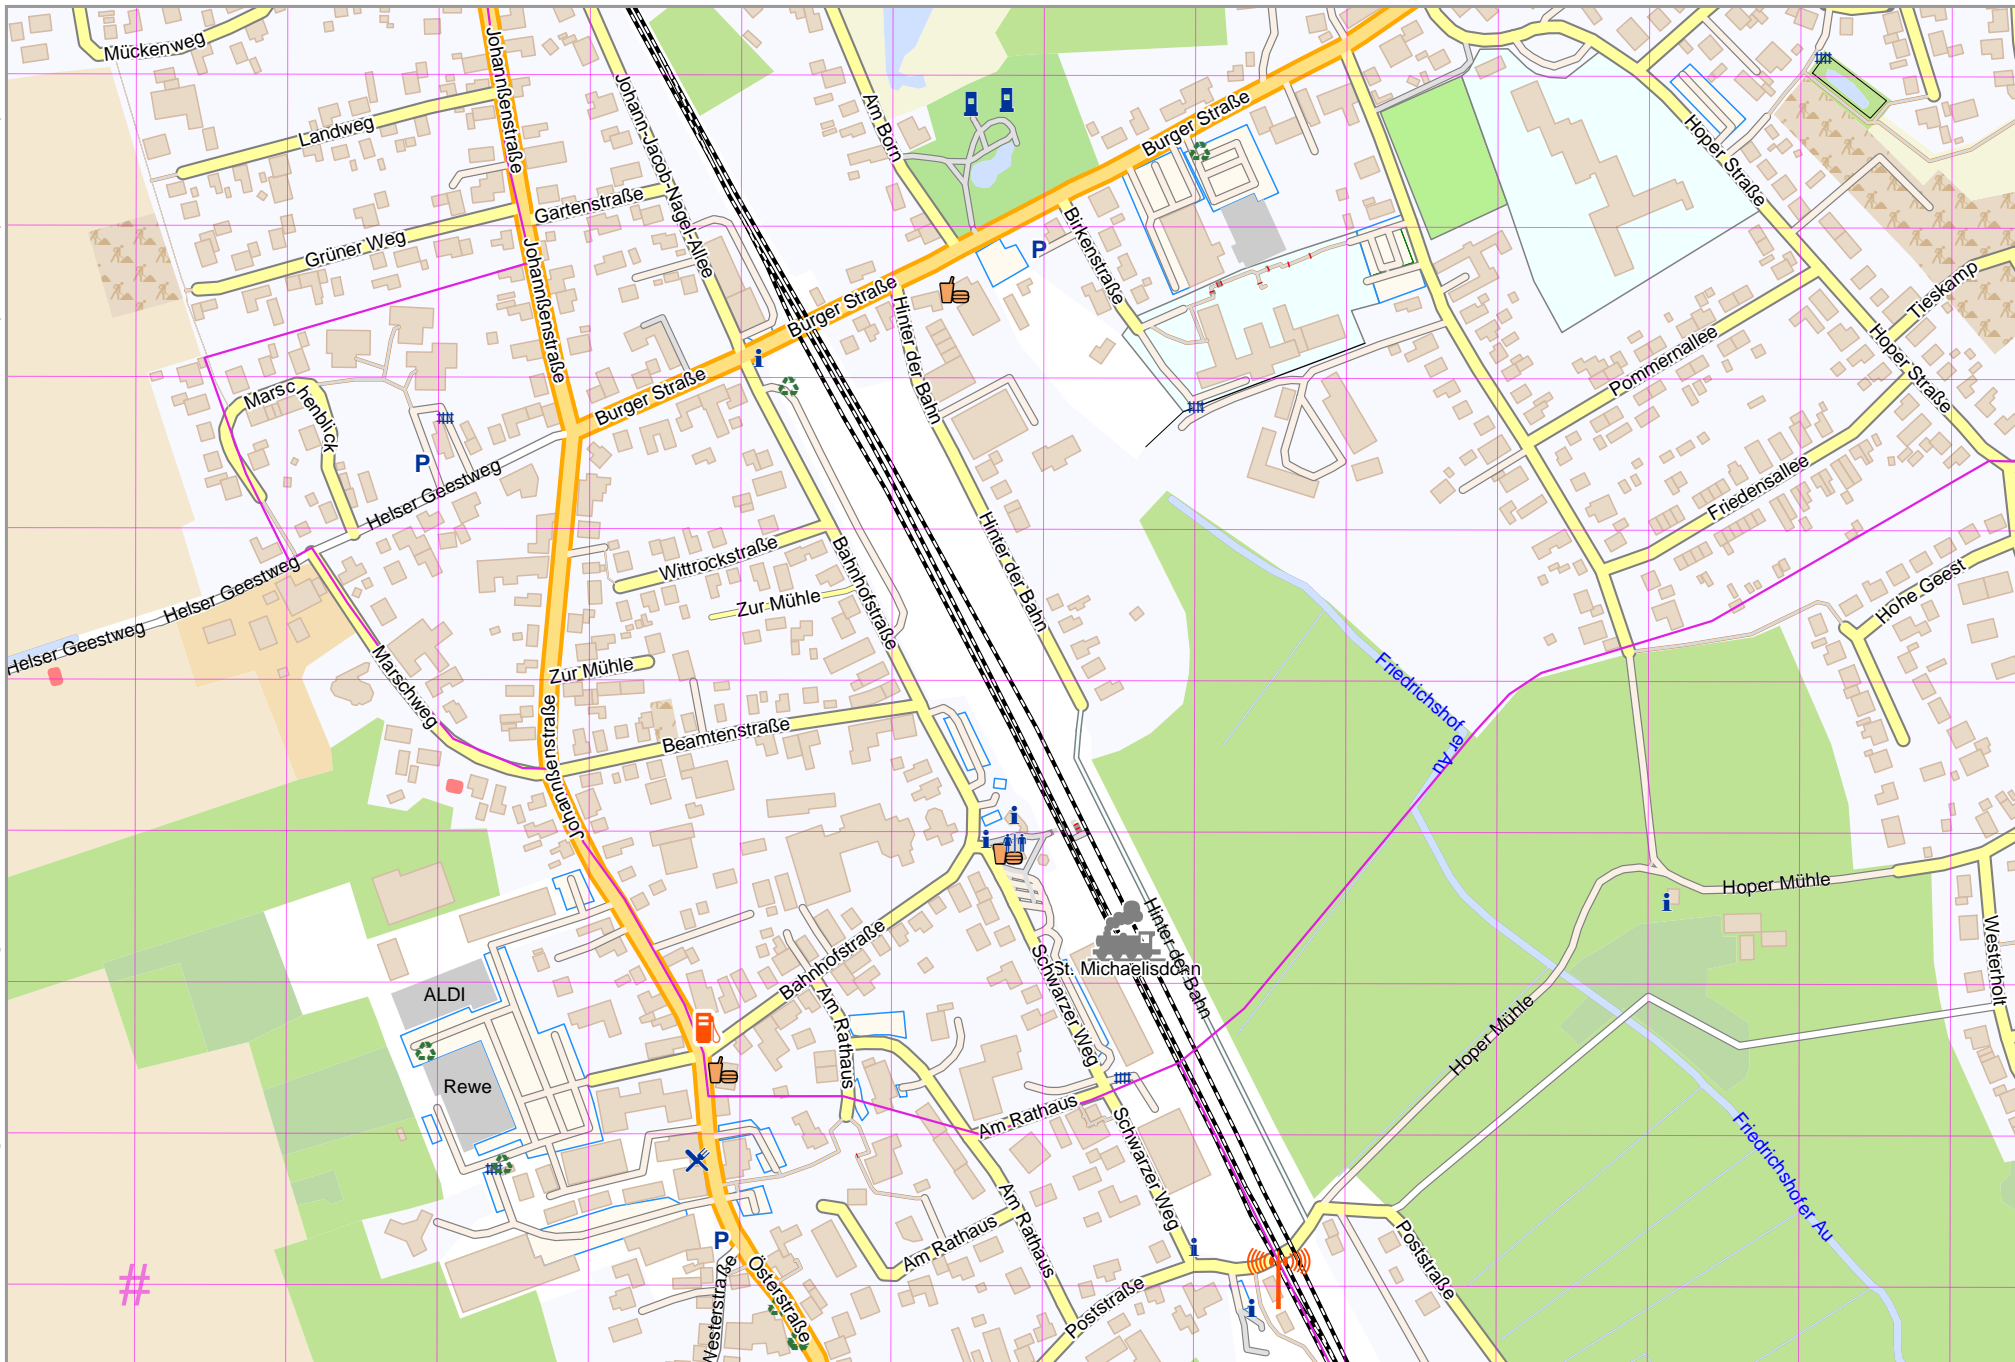 Mückenweg
Johannßenstraße
Johann-Jacob-Nagel-Allee
Am Born
Burger Straße
Hoper Straße
Landweg
Gartenstraße
Grüner Weg
Johannßenstraße
P
Birkenstraße
Burger Straße
Hinter der Bahn
Tieskamp
Hoper Straße
Pommernallee
i
Burger Straße
Marsc
henblick
P
Helser Geestweg
Friedensallee
Wittrockstraße
Bahnhofstraße
Hinter der Bahn
Helser Geestweg
Zur Mühle
Hohe Geest
Helser Geestweg
Marschweg
Zur Mühle
Friedrichshof
er Au
Johannßenstraße
Beamtenstraße
i
i
Hoper Mühle
i
Bahnhofstraße
Schwarzer Weg
St. Michaelisdonn
Hinter der Bahn
Westerholt
ALDI
Am Rathaus
Hoper Mühle
Rewe
Am Rathaus
Schwarzer Weg
Friedrichshofer Au
Am Rathaus
Am Rathaus
P
i
Poststraße
Westerstraße
Österstraße
Poststraße
i
#